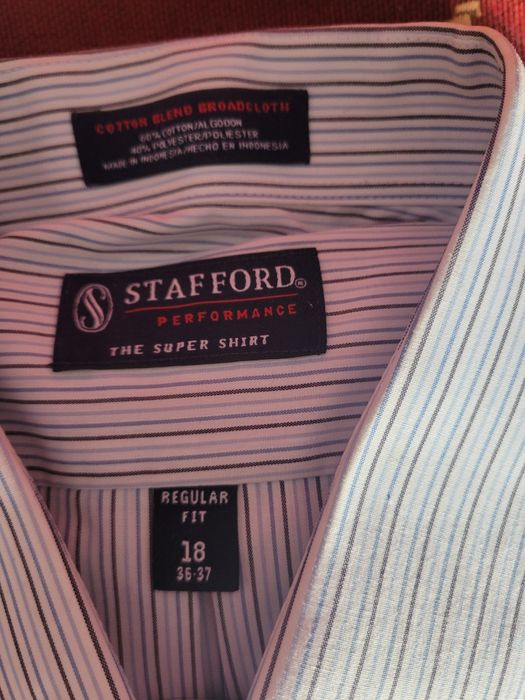 COTTON BLEND BROADCLOTH
60% COTTON/ALGODON
40% POLYESTER/POLIESTER
MADE IN INDONESIA/HECHO EN INDONESIA
S STAFFORD®
PERFORMANCE
THE SUPER SHIRT
REGULAR
FIT
18
36-37